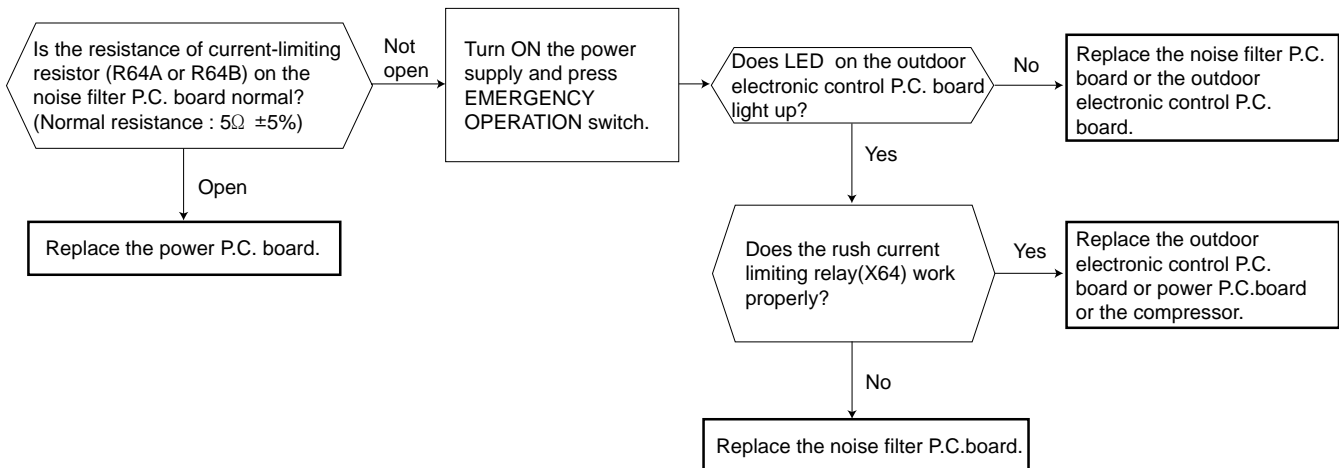 Is the resistance of current-limiting
resistor (R64A or R64B) on the
noise filter P.C. board normal?
(Normal resistance : 5Ω ±5%)
Not
open
Turn ON the power
supply and press
EMERGENCY
OPERATION switch.
Does LED on the outdoor
electronic control P.C. board
light up?
No
Replace the noise filter P.C.
board or the outdoor
electronic control P.C.
board.
Open
Replace the power P.C. board.
Yes
Does the rush current
limiting relay(X64) work
properly?
Yes
Replace the outdoor
electronic control P.C.
board or power P.C.board
or the compressor.
No
Replace the noise filter P.C.board.